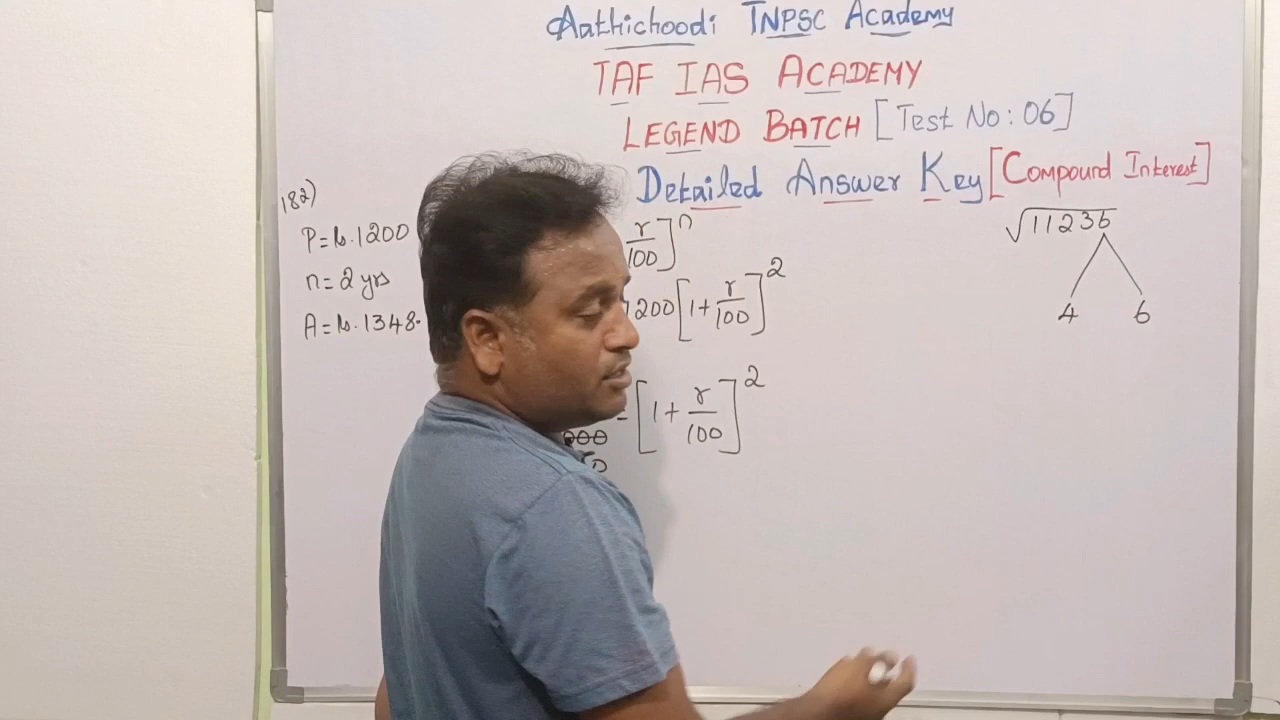 Aathichoodi TNPSC Academy
TAF IAS ACADEMY
LEGEND BATCH [Test No: 06]
Detailed Answer Key [Compound Interest]
182)
P=Rs.1200
n=2 yrs
A=Rs.1348.
r/100]^n
200[1+r/100]^2
=[1+r/100]^2
√11236
4 6